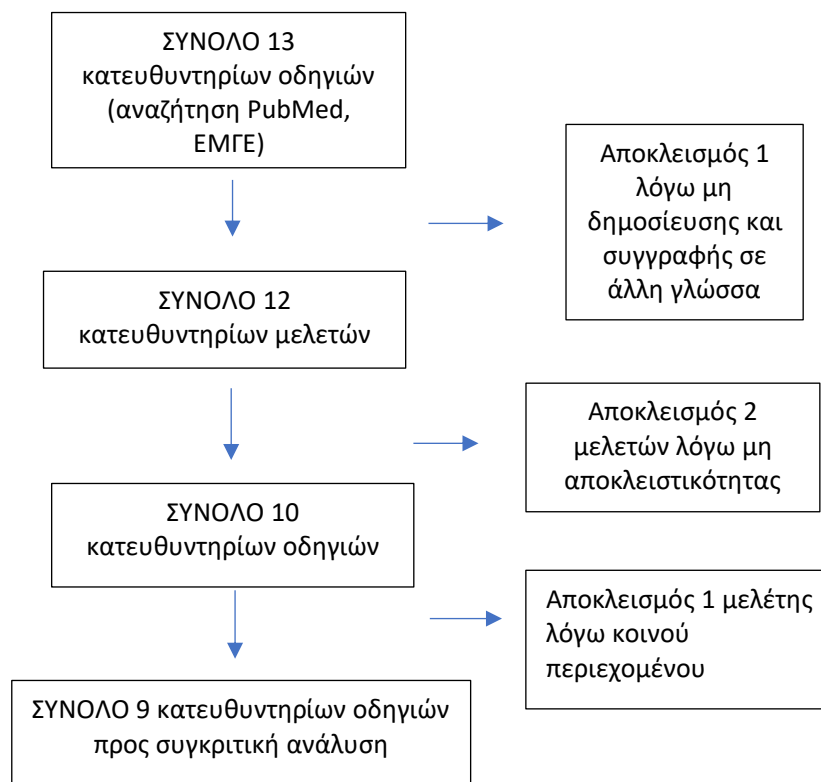 ΣΥΝΟΛΟ 13
κατευθυντηρίων οδηγιών
(αναζήτηση PubMed,
ΕΜΓΕ)
Αποκλεισμός 1
λόγω μη
δημοσίευσης και
συγγραφής σε
άλλη γλώσσα
ΣΥΝΟΛΟ 12
κατευθυντηρίων μελετών
Αποκλεισμός 2
μελετών λόγω μη
αποκλειστικότητας
ΣΥΝΟΛΟ 10
κατευθυντηρίων οδηγιών
Αποκλεισμός 1 μελέτης
λόγω κοινού
περιεχομένου
ΣΥΝΟΛΟ 9 κατευθυντηρίων οδηγιών
προς συγκριτική ανάλυση